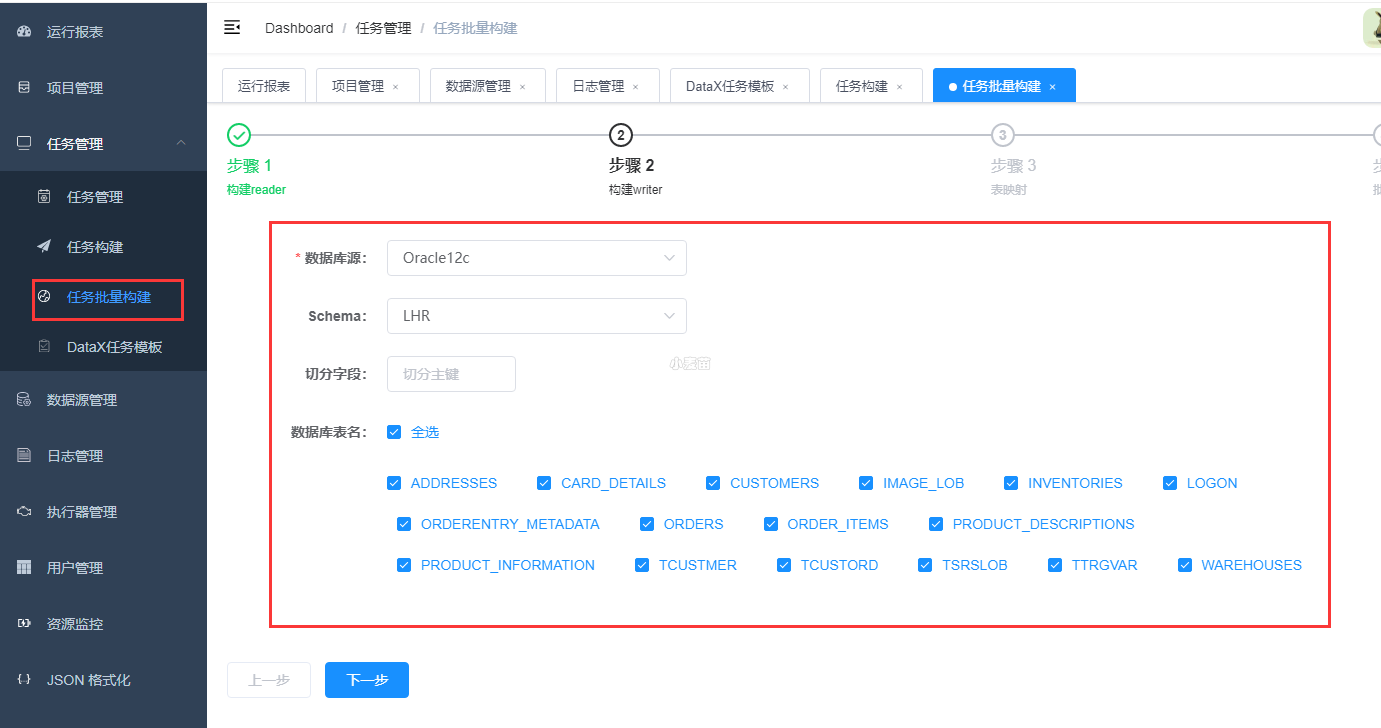 运行报表
项目管理
任务管理
任务管理
任务构建
任务批量构建
DataX任务模板
数据源管理
日志管理
执行器管理
用户管理
资源监控
JSON 格式化
Dashboard / 任务管理 / 任务批量构建
运行报表 项目管理 × 数据源管理 × 日志管理 × DataX任务模板 × 任务构建 × 任务批量构建 ×
2 3
步骤 1 步骤 2 步骤 3
构建reader 构建writer 表映射
* 数据库源: Oracle12c
Schema: LHR
切分字段: 切分主键
数据库表名: 全选
ADDRESSES CARD_DETAILS CUSTOMERS IMAGE_LOB INVENTORIES LOGON
ORDERENTRY_METADATA ORDERS ORDER_ITEMS PRODUCT_DESCRIPTIONS
PRODUCT_INFORMATION TCUSTMER TCUSTORD TSRSLOB TTRGVAR WAREHOUSES
上一步 下一步